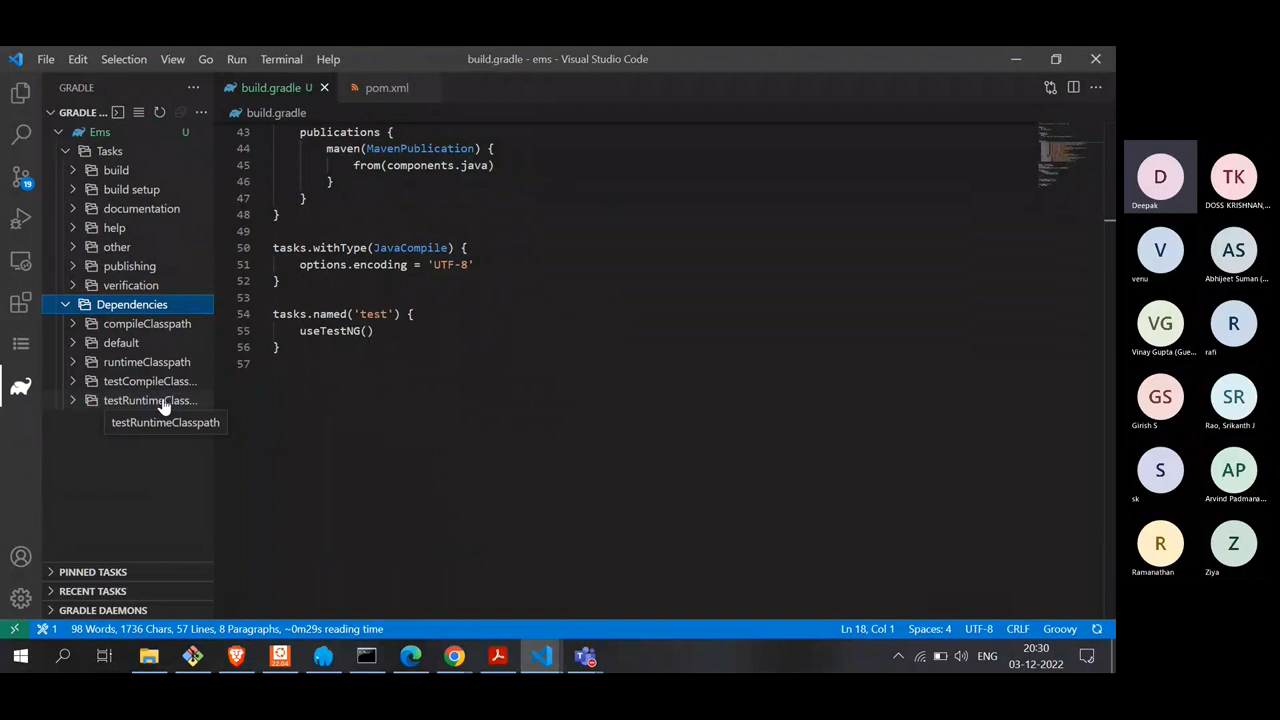 File Edit Selection View Go Run Terminal Help
build.gradle - ems - Visual Studio Code
GRADLE
build.gradle U
pom.xml
GRADLE ...
build.gradle
Ems U
Tasks
build
build setup
documentation
help
other
publishing
verification
Dependencies
compileClasspath
default
runtimeClasspath
testCompileClass...
testRuntimeClass...
testRuntimeClasspath
PINNED TASKS
RECENT TASKS
GRADLE DAEMONS
19
43 publications {
44 maven(MavenPublication) {
45 from(components.java)
46 }
47 }
48 }
49
50 tasks.withType(JavaCompile) {
51 options.encoding = 'UTF-8'
52 }
53
54 tasks.named('test') {
55 useTestNG()
56 }
57
1 98 Words, 1736 Chars, 57 Lines, 8 Paragraphs, ~0m29s reading time
Ln 18, Col 1 Spaces: 4 UTF-8 CRLF Groovy
22.04
ENG
20:30
03-12-2022
D TK
Deepak DOSS KRISHNAN,...
V AS
venu Abhijeet Suman (...
VG R
Vinay Gupta (Gue... rafi
GS SR
Girish S Rao, Srikanth J
S AP
sk Arvind Padmana...
R Z
Ramanathan Ziya